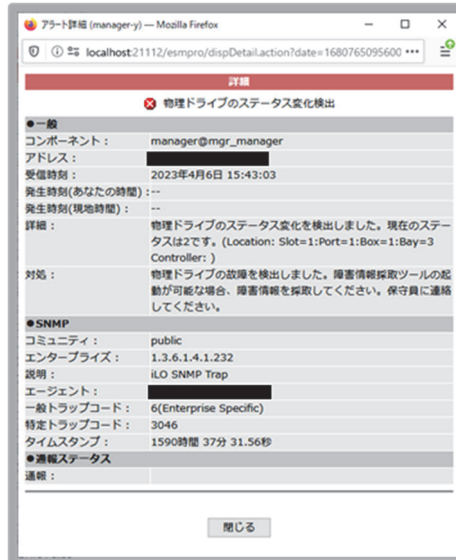 アラート詳細 (manager-y) — Mozilla Firefox
localhost:21112/esmpro/dispDetail.action?date=1680765095600 •••
詳細
物理ドライブのステータス変化検出
●一般
コンポーネント： manager@mgr_manager
アドレス：
受信時刻： 2023年4月6日 15:43:03
発生時刻(あなたの時間)：--
発生時刻(現地時間)： --
詳細： 物理ドライブのステータス変化を検出しました。現在のステー
タスは2です。(Location: Slot=1:Port=1:Box=1:Bay=3
Controller: )
対処： 物理ドライブの故障を検出しました。障害情報採取ツールの起
動が可能な場合、障害情報を採取してください。保守員に連絡
してください。
●SNMP
コミュニティ： public
エンタープライズ： 1.3.6.1.4.1.232
説明： iLO SNMP Trap
エージェント：
一般トラップコード： 6(Enterprise Specific)
特定トラップコード： 3046
タイムスタンプ： 1590時間 37分 31.56秒
●通報ステータス
通報：
閉じる